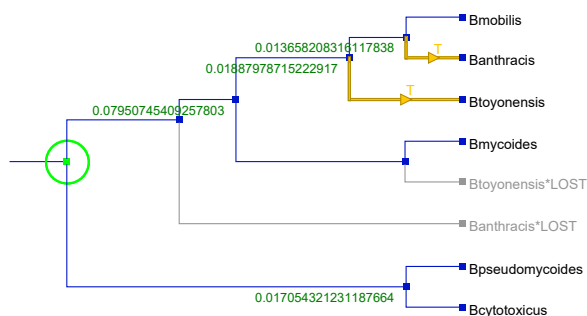 Bmobilis
0.013658208316117838
T
Banthracis
0.01887978715222917
T
Btoyonensis
0.07950745409257803
Bmycoides
Btoyonensis*LOST
Banthracis*LOST
Bpseudomycoides
0.017054321231187664
Bcytotoxicus